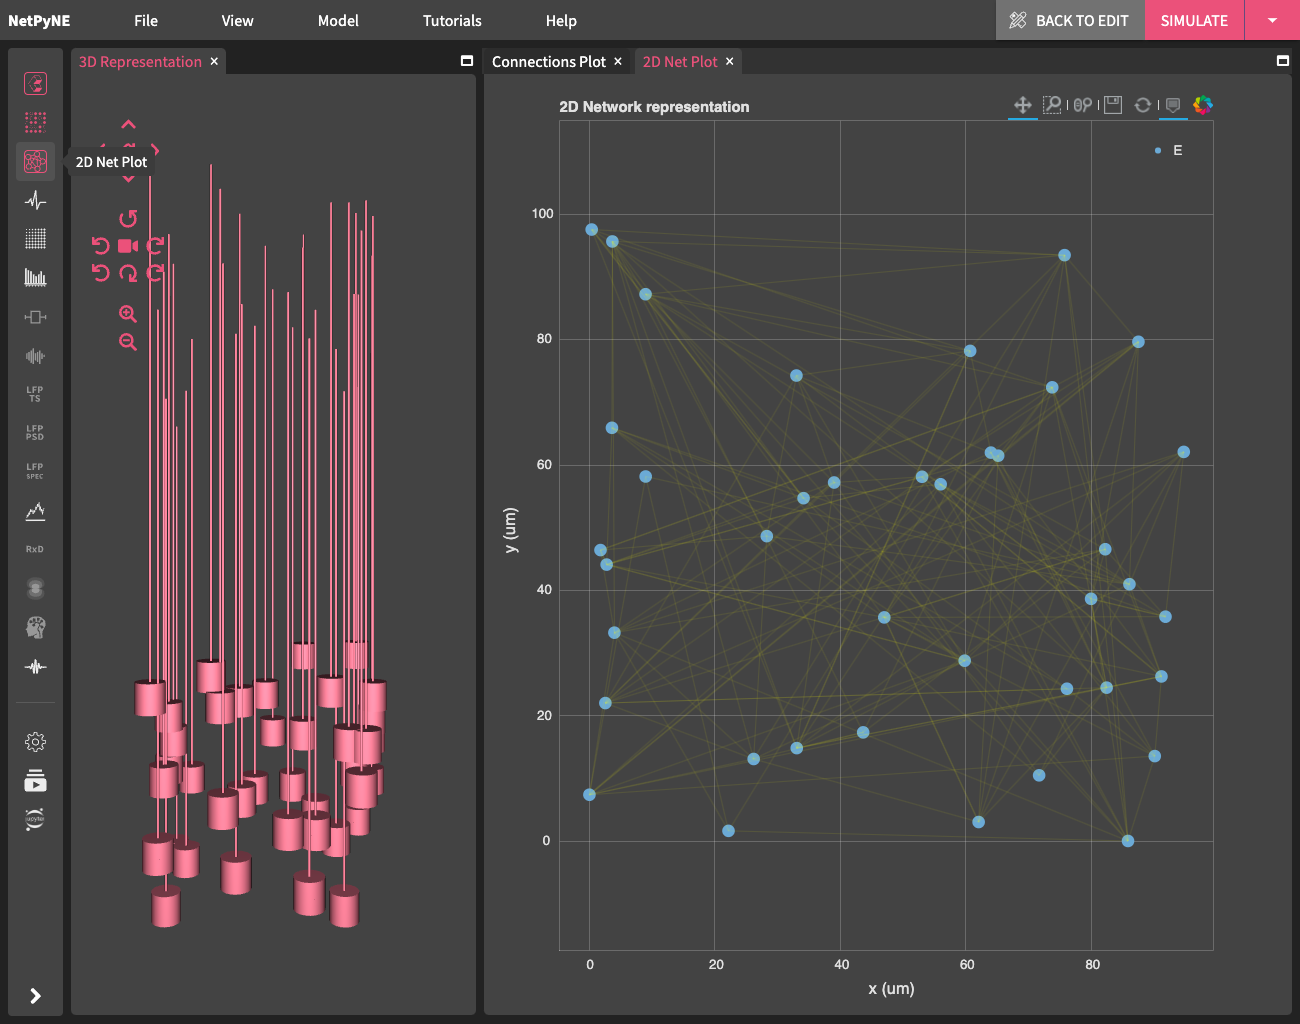 NetPyNE File View Model Tutorials Help BACK TO EDIT SIMULATE
3D Representation ×
Connections Plot × 2D Net Plot ×
2D Net Plot
2D Network representation
E
100
80
60
40
20
0
y (um)
0 20 40 60 80
x (um)
LFP
TS
LFP
PSD
LFP
SPEC
RxD
jupyter